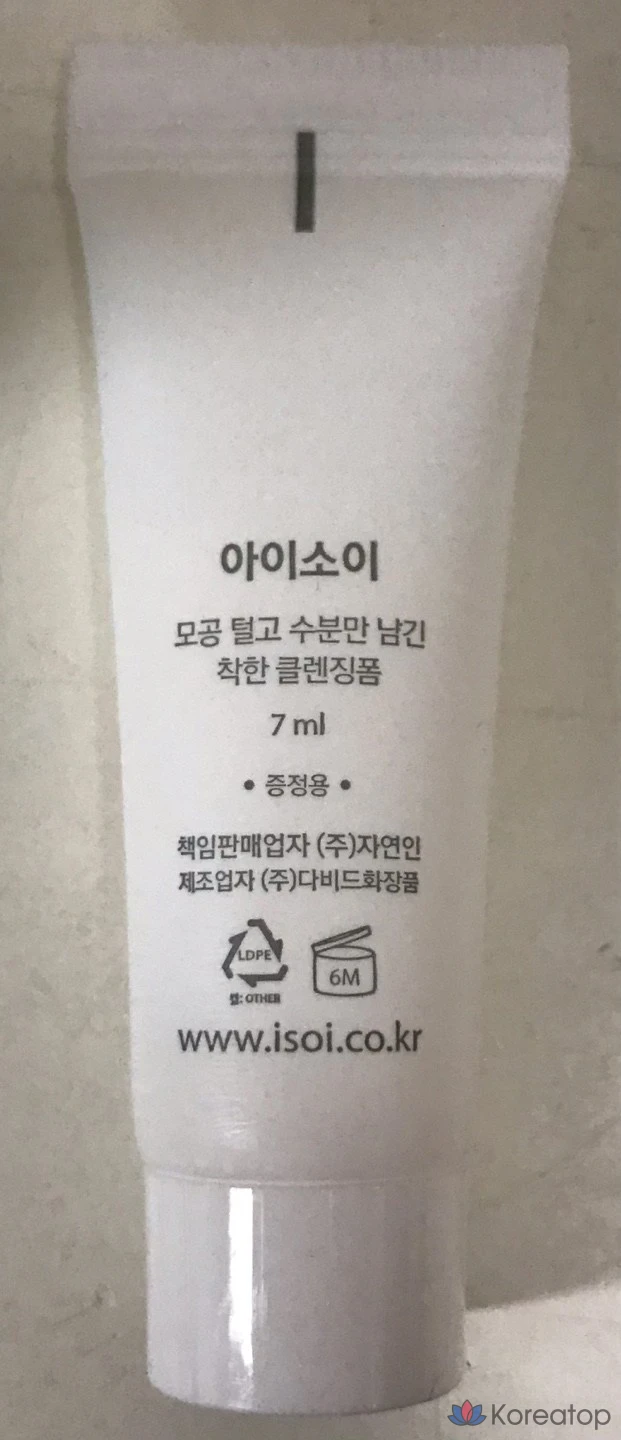 아이소이
모공 털고 수분만 남긴
착한 클렌징폼
7 ml
• 증정용 •
책임판매업자 (주)자연인
제조업자 (주)다비드화장품
LDPE
캡: OTHER
6M
www.isoi.co.kr
Koreatop